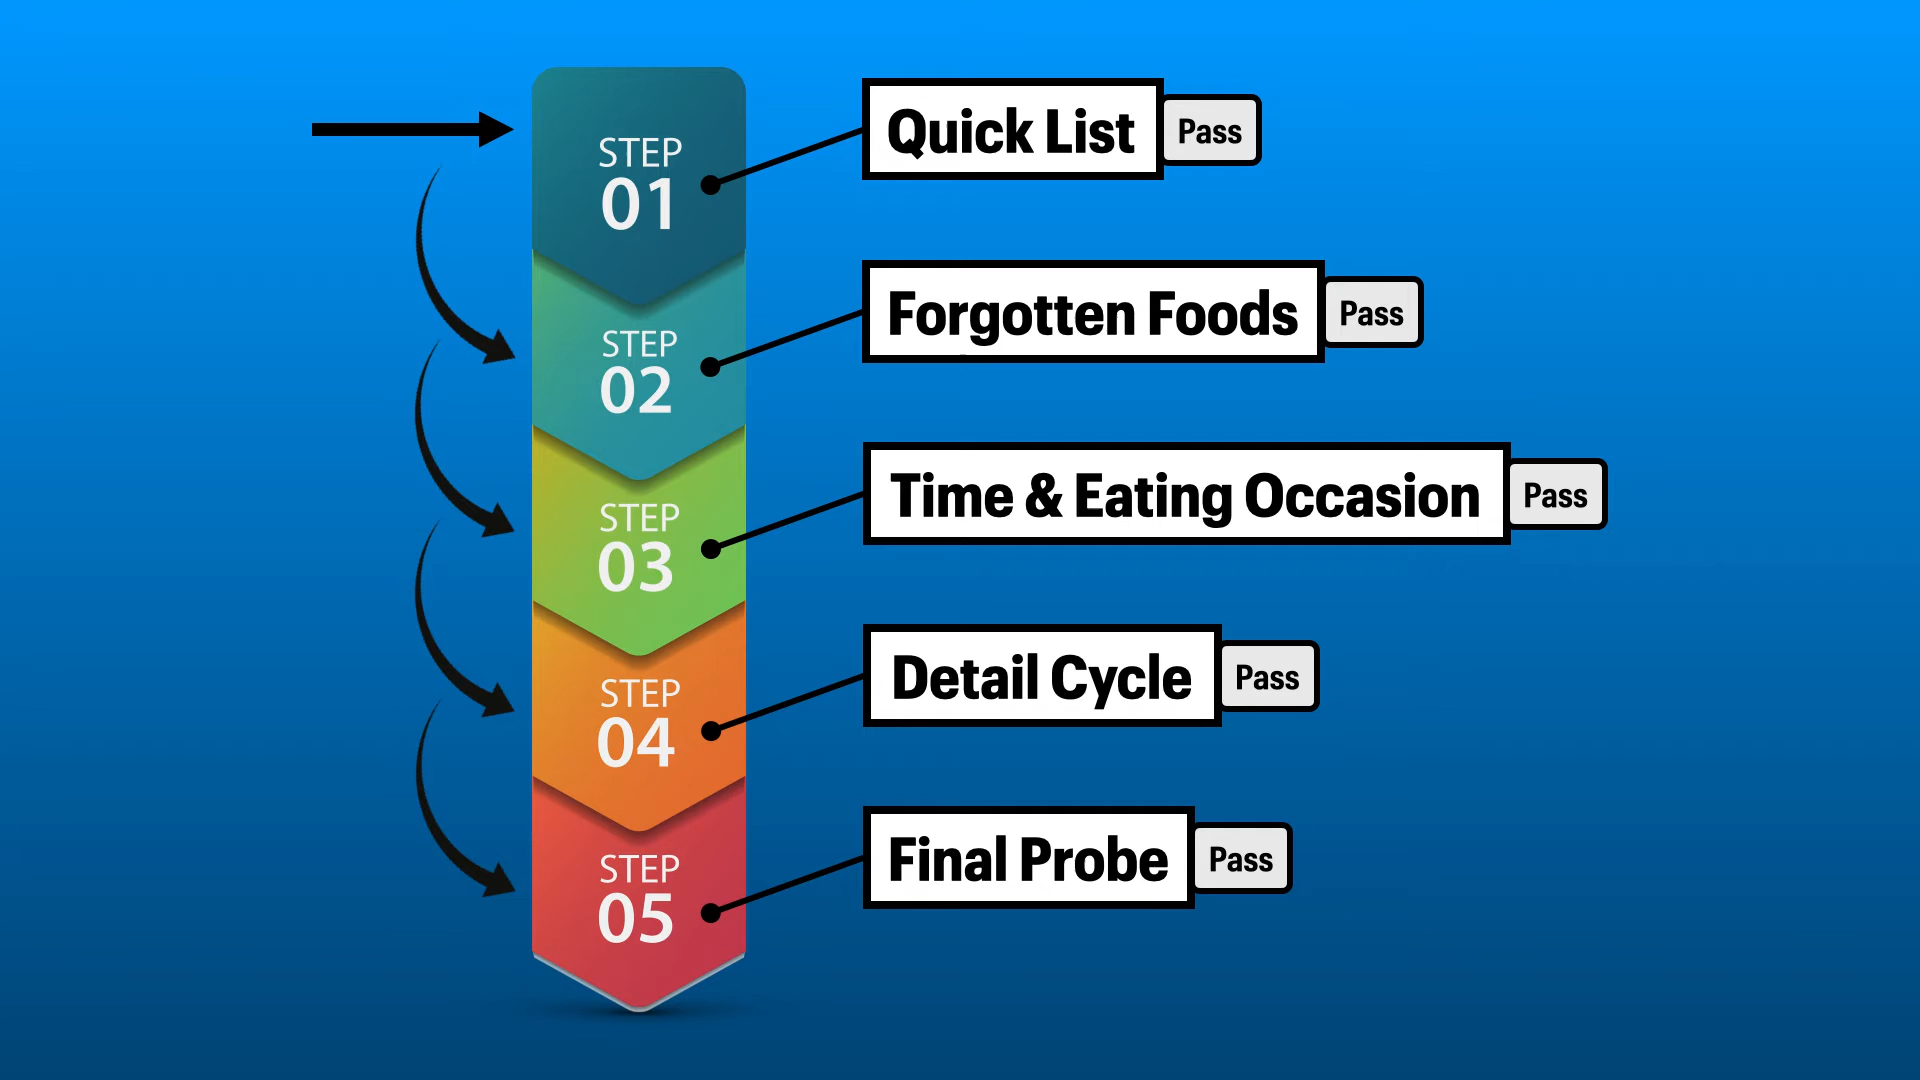 STEP
01
Quick List
Pass
STEP
02
Forgotten Foods
Pass
STEP
03
Time & Eating Occasion
Pass
STEP
04
Detail Cycle
Pass
STEP
05
Final Probe
Pass